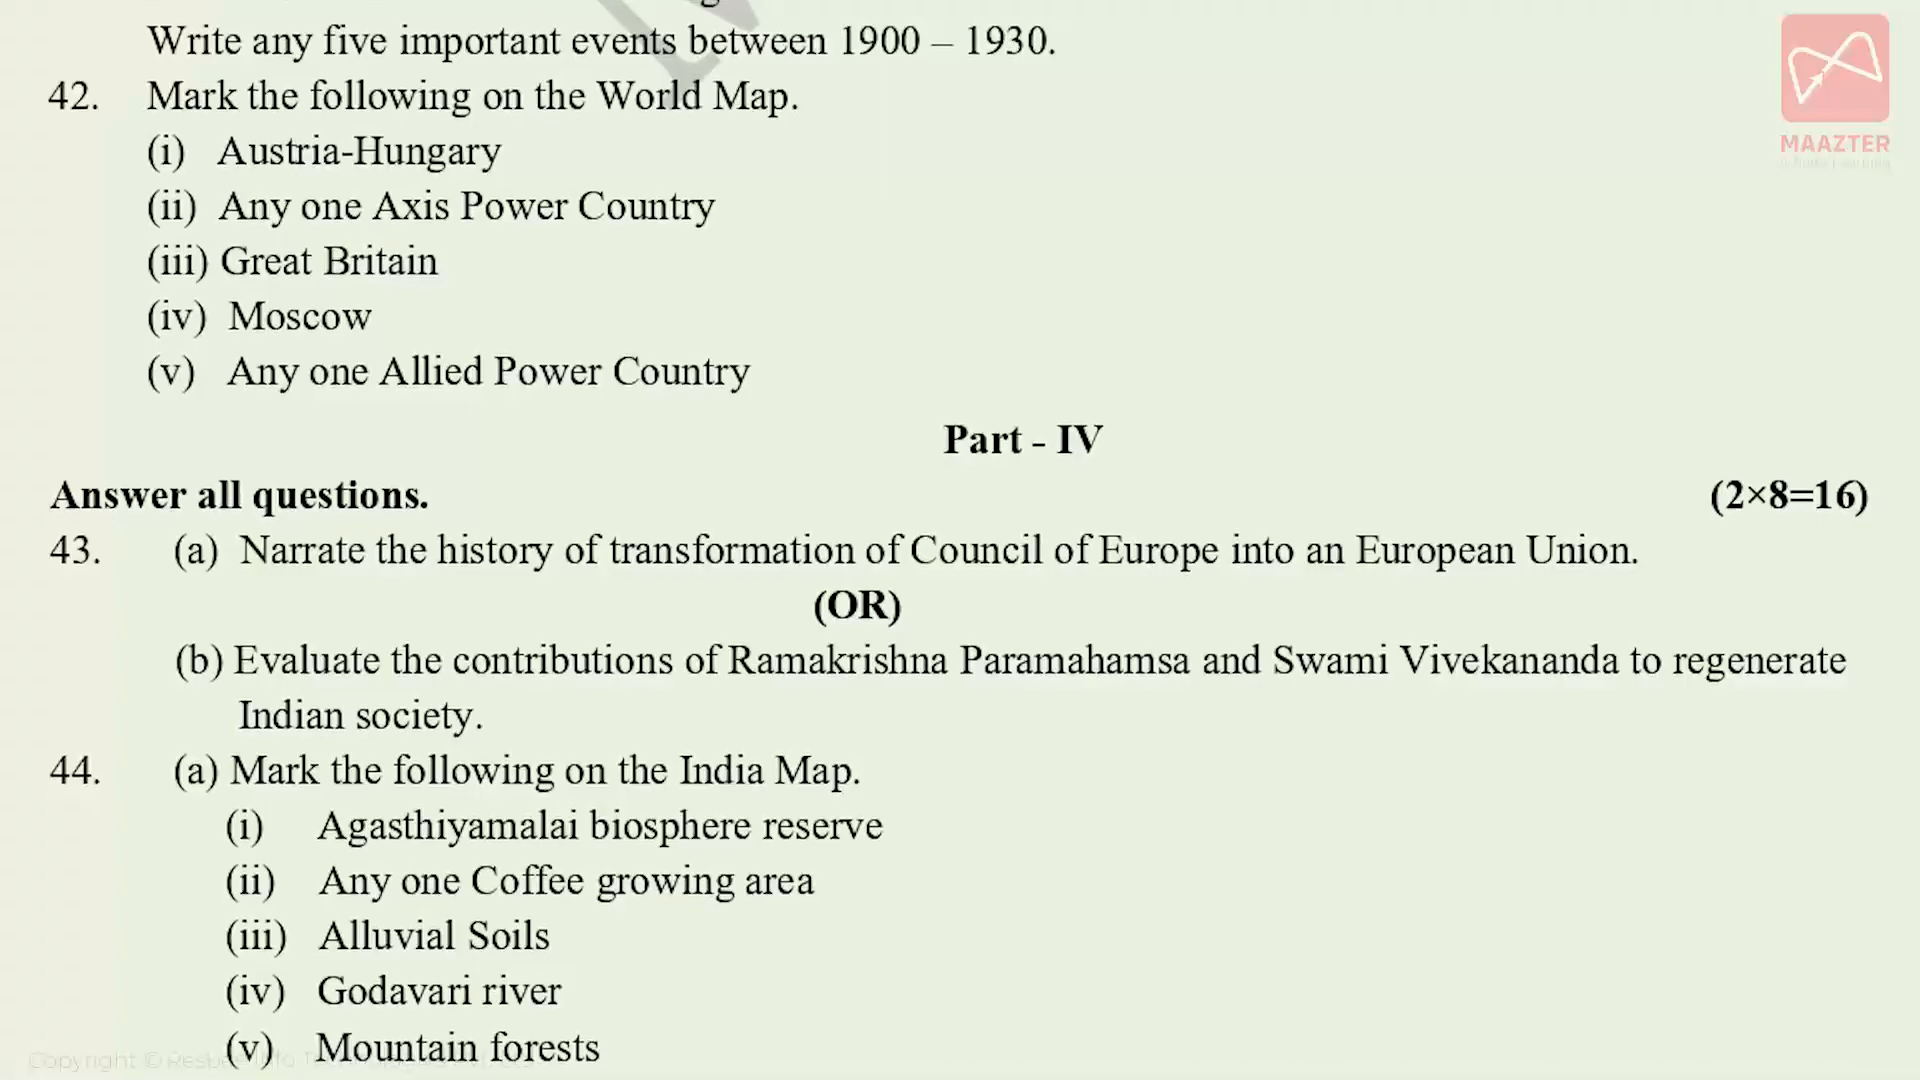 Write any five important events between 1900 – 1930.
42. Mark the following on the World Map.
(i) Austria-Hungary
(ii) Any one Axis Power Country
(iii) Great Britain
(iv) Moscow
(v) Any one Allied Power Country
Part - IV
Answer all questions. (2×8=16)
43. (a) Narrate the history of transformation of Council of Europe into an European Union.
(OR)
(b) Evaluate the contributions of Ramakrishna Paramahamsa and Swami Vivekananda to regenerate
Indian society.
44. (a) Mark the following on the India Map.
(i) Agasthiyamalai biosphere reserve
(ii) Any one Coffee growing area
(iii) Alluvial Soils
(iv) Godavari river
(v) Mountain forests
MAAZTER
Copyright ©